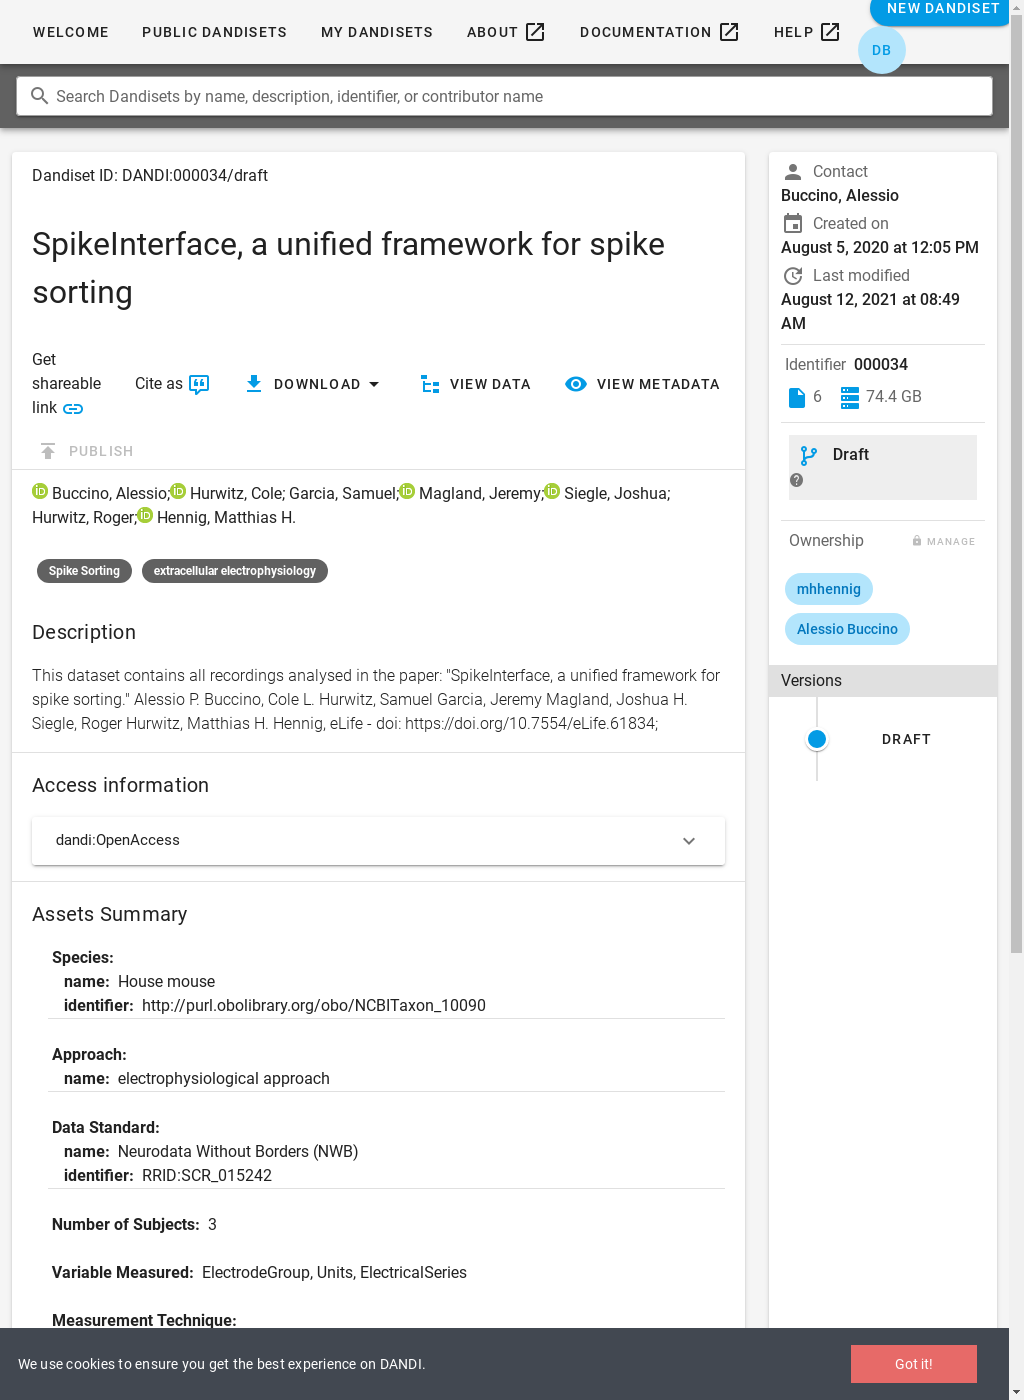 WELCOME PUBLIC DANDISETS MY DANDISETS ABOUT DOCUMENTATION HELP NEW DANDISET
DB
Search Dandisets by name, description, identifier, or contributor name
Dandiset ID: DANDI:000034/draft
SpikeInterface, a unified framework for spike
sorting
Get
shareable
link
Cite as
DOWNLOAD
VIEW DATA
VIEW METADATA
PUBLISH
Buccino, Alessio; Hurwitz, Cole; Garcia, Samuel; Magland, Jeremy; Siegle, Joshua;
Hurwitz, Roger; Hennig, Matthias H.
Spike Sorting extracellular electrophysiology
Description
This dataset contains all recordings analysed in the paper: "SpikeInterface, a unified framework for
spike sorting." Alessio P. Buccino, Cole L. Hurwitz, Samuel Garcia, Jeremy Magland, Joshua H.
Siegle, Roger Hurwitz, Matthias H. Hennig, eLife - doi: https://doi.org/10.7554/eLife.61834;
Access information
dandi:OpenAccess
Assets Summary
Species:
name: House mouse
identifier: http://purl.obolibrary.org/obo/NCBITaxon_10090
Approach:
name: electrophysiological approach
Data Standard:
name: Neurodata Without Borders (NWB)
identifier: RRID:SCR_015242
Number of Subjects: 3
Variable Measured: ElectrodeGroup, Units, ElectricalSeries
Measurement Technique:
Contact
Buccino, Alessio
Created on
August 5, 2020 at 12:05 PM
Last modified
August 12, 2021 at 08:49
AM
Identifier 000034
6 74.4 GB
Draft
Ownership MANAGE
mhhennig
Alessio Buccino
Versions
DRAFT
We use cookies to ensure you get the best experience on DANDI.
Got it!